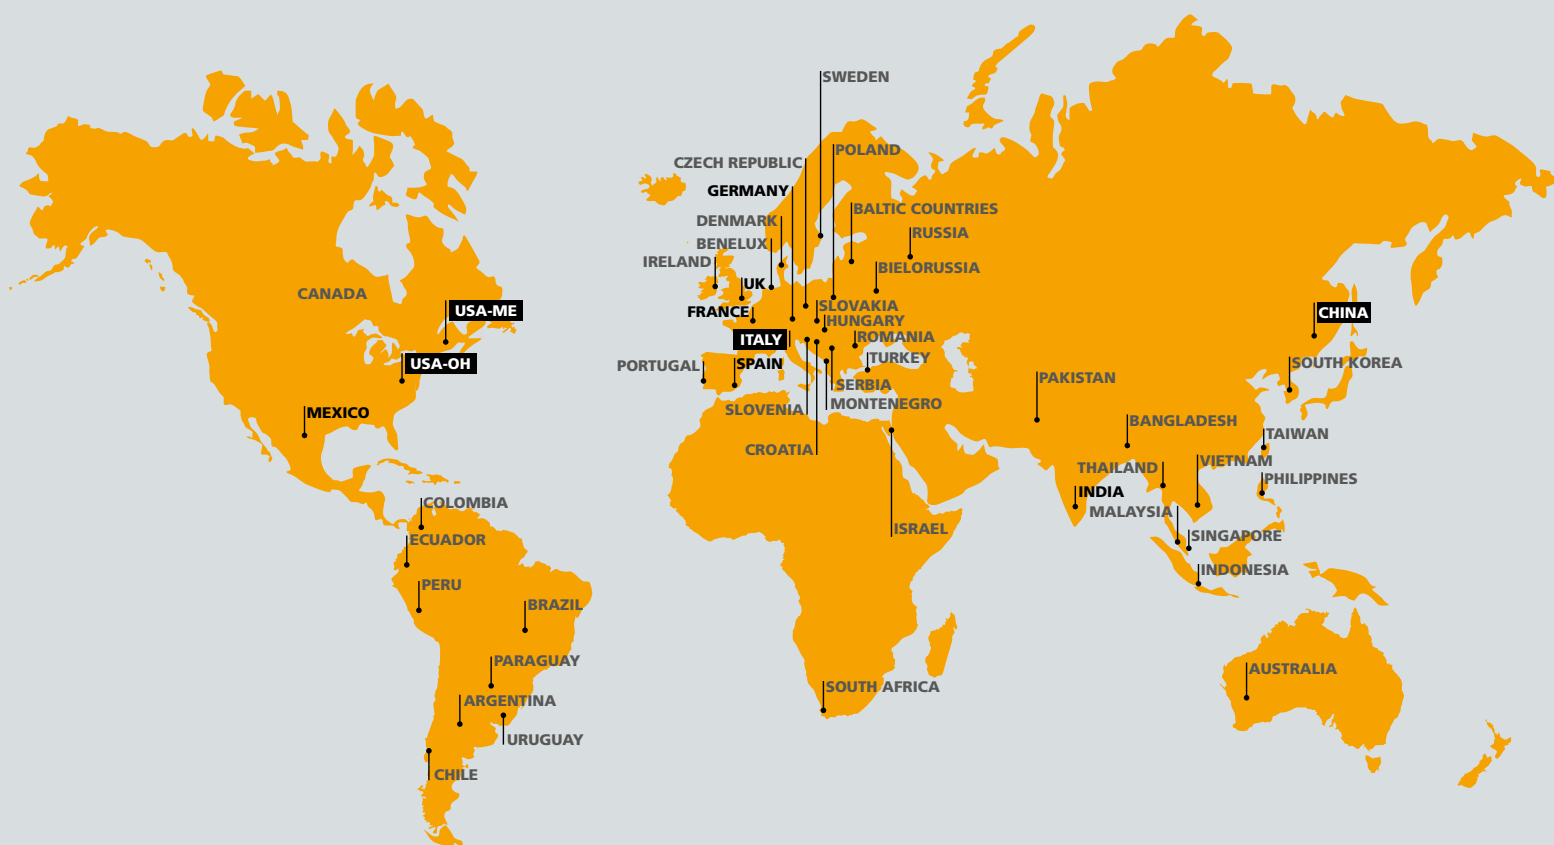 SWEDEN
POLAND
CZECH REPUBLIC
GERMANY
BALTIC COUNTRIES
DENMARK
RUSSIA
BENELUX
IRELAND
BIELORUSSIA
UK
CANADA
USA-ME
SLOVAKIA
FRANCE
CHINA
HUNGARY
ROMANIA
ITALY
TURKEY
USA-OH
SPAIN
PORTUGAL
SOUTH KOREA
PAKISTAN
SERBIA
MONTENEGRO
SLOVENIA
MEXICO
BANGLADESH
TAIWAN
CROATIA
VIETNAM
THAILAND
PHILIPPINES
INDIA
COLOMBIA
MALAYSIA
ISRAEL
SINGAPORE
ECUADOR
INDONESIA
PERU
BRAZIL
PARAGUAY
AUSTRALIA
SOUTH AFRICA
ARGENTINA
URUGUAY
CHILE